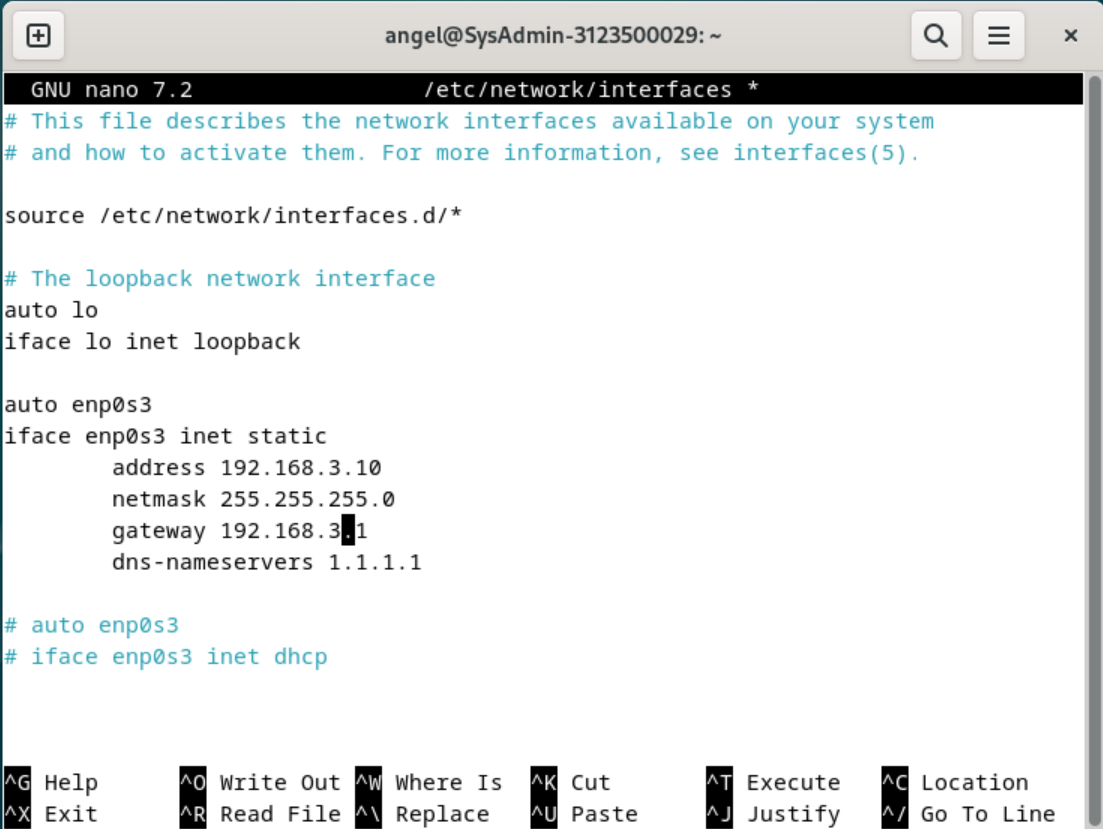 angel@SysAdmin-3123500029: ~
GNU nano 7.2 /etc/network/interfaces *
# This file describes the network interfaces available on your system
# and how to activate them. For more information, see interfaces(5).
source /etc/network/interfaces.d/*
# The loopback network interface
auto lo
iface lo inet loopback
auto enp0s3
iface enp0s3 inet static
address 192.168.3.10
netmask 255.255.255.0
gateway 192.168.3.1
dns-nameservers 1.1.1.1
# auto enp0s3
# iface enp0s3 inet dhcp
^G Help ^O Write Out ^W Where Is ^K Cut ^T Execute ^C Location
^X Exit ^R Read File ^\ Replace ^U Paste ^J Justify ^/ Go To Line